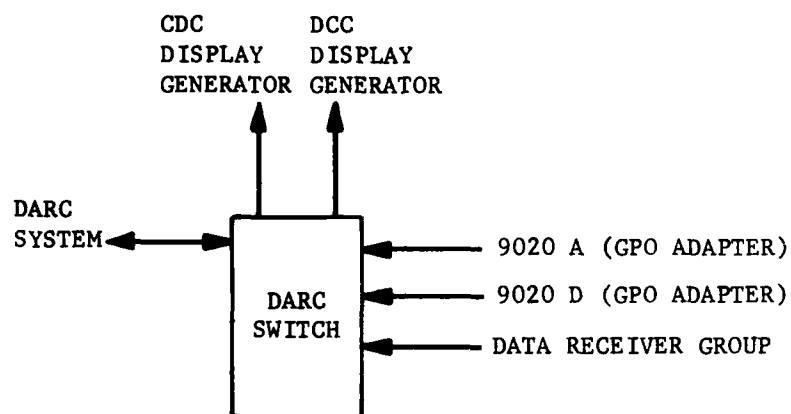 CDC
DISPLAY
GENERATOR
DCC
DISPLAY
GENERATOR
DARC
SYSTEM
DARC
SWITCH
9020 A (GPO ADAPTER)
9020 D (GPO ADAPTER)
DATA RECEIVER GROUP